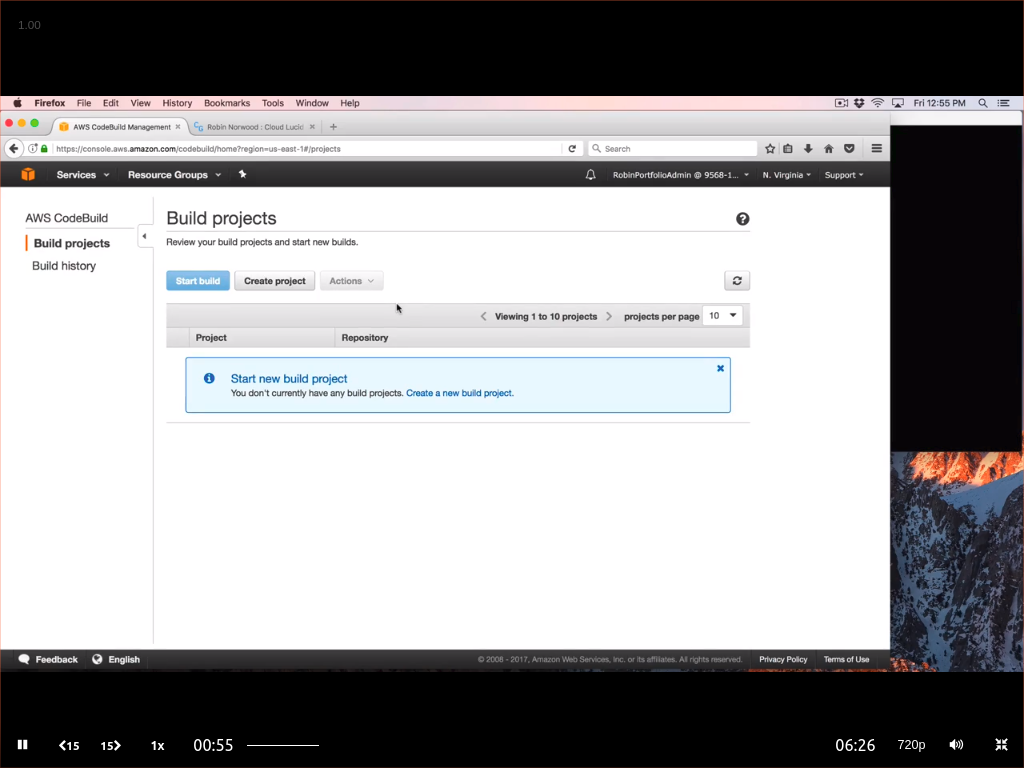 1.00
Firefox File Edit View History Bookmarks Tools Window Help Fri 12:55 PM
AWS CodeBuild Management × Robin Norwood : Cloud Lucid × +
https://console.aws.amazon.com/codebuild/home?region=us-east-1#/projects Search
Services Resource Groups RobinPortfolioAdmin @ 9568-1... N. Virginia Support
AWS CodeBuild
Build projects
Build history
Build projects
Review your build projects and start new builds.
Start build Create project Actions
Viewing 1 to 10 projects projects per page 10
Project Repository
Start new build project
You don't currently have any build projects. Create a new build project.
Feedback English © 2008 - 2017, Amazon Web Services, Inc. or its affiliates. All rights reserved. Privacy Policy Terms of Use
15 15 1x 00:55 06:26 720p